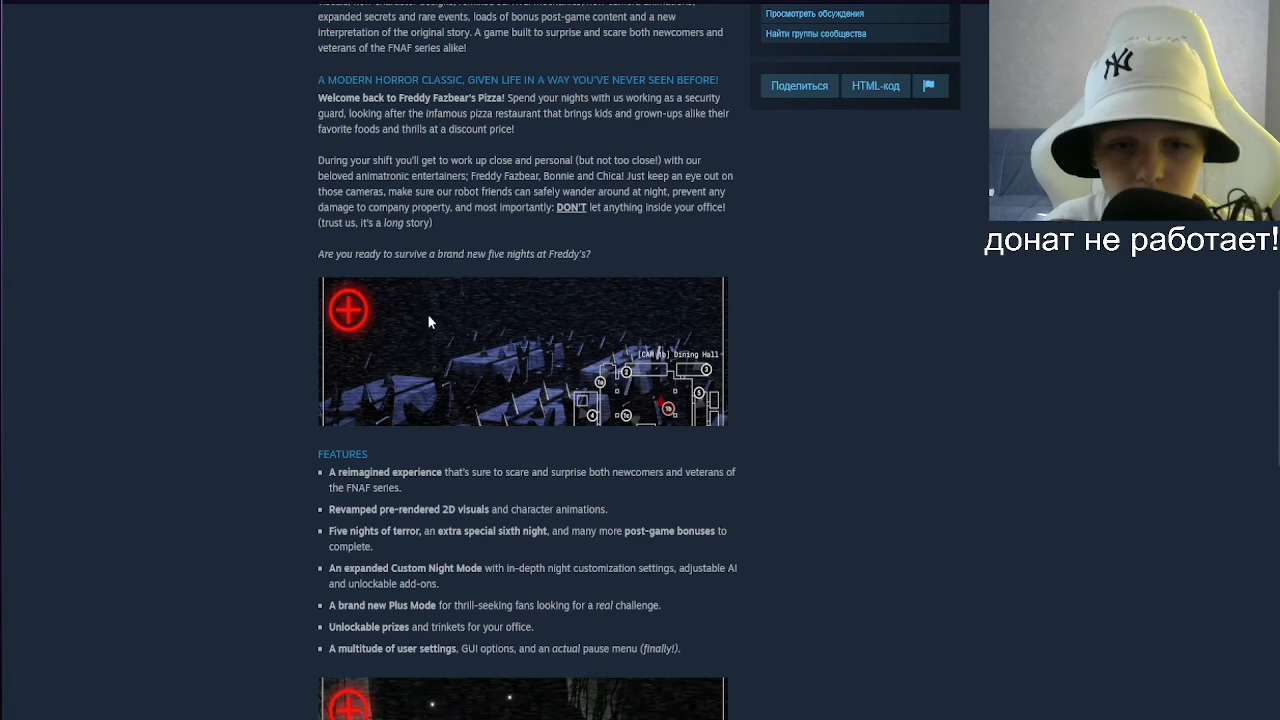 expanded secrets and rare events, loads of bonus post-game content and a new
interpretation of the original story. A game built to surprise and scare both newcomers and
veterans of the FNAF series alike!
A MODERN HORROR CLASSIC, GIVEN LIFE IN A WAY YOU'VE NEVER SEEN BEFORE!
Welcome back to Freddy Fazbear's Pizza! Spend your nights with us working as a security
guard, looking after the infamous pizza restaurant that brings kids and grown-ups alike their
favorite foods and thrills at a discount price!
During your shift you'll get to work up close and personal (but not too close!) with our
beloved animatronic entertainers; Freddy Fazbear, Bonnie and Chica! Just keep an eye out on
those cameras, make sure our robot friends can safely wander around at night, prevent any
damage to company property, and most importantly: DON'T let anything inside your office!
(trust us, it's a long story)
Are you ready to survive a brand new five nights at Freddy's?
[CAM 1b] Dining Hall
2
3
1a
5
1b
4
1c
FEATURES
A reimagined experience that's sure to scare and surprise both newcomers and veterans of
the FNAF series.
Revamped pre-rendered 2D visuals and character animations.
Five nights of terror, an extra special sixth night, and many more post-game bonuses to
complete.
An expanded Custom Night Mode with in-depth night customization settings, adjustable AI
and unlockable add-ons.
A brand new Plus Mode for thrill-seeking fans looking for a real challenge.
Unlockable prizes and trinkets for your office.
A multitude of user settings, GUI options, and an actual pause menu (finally!).
Просмотреть обсуждения
Найти группы сообщества
Поделиться
HTML-код
NY
донат не работает!